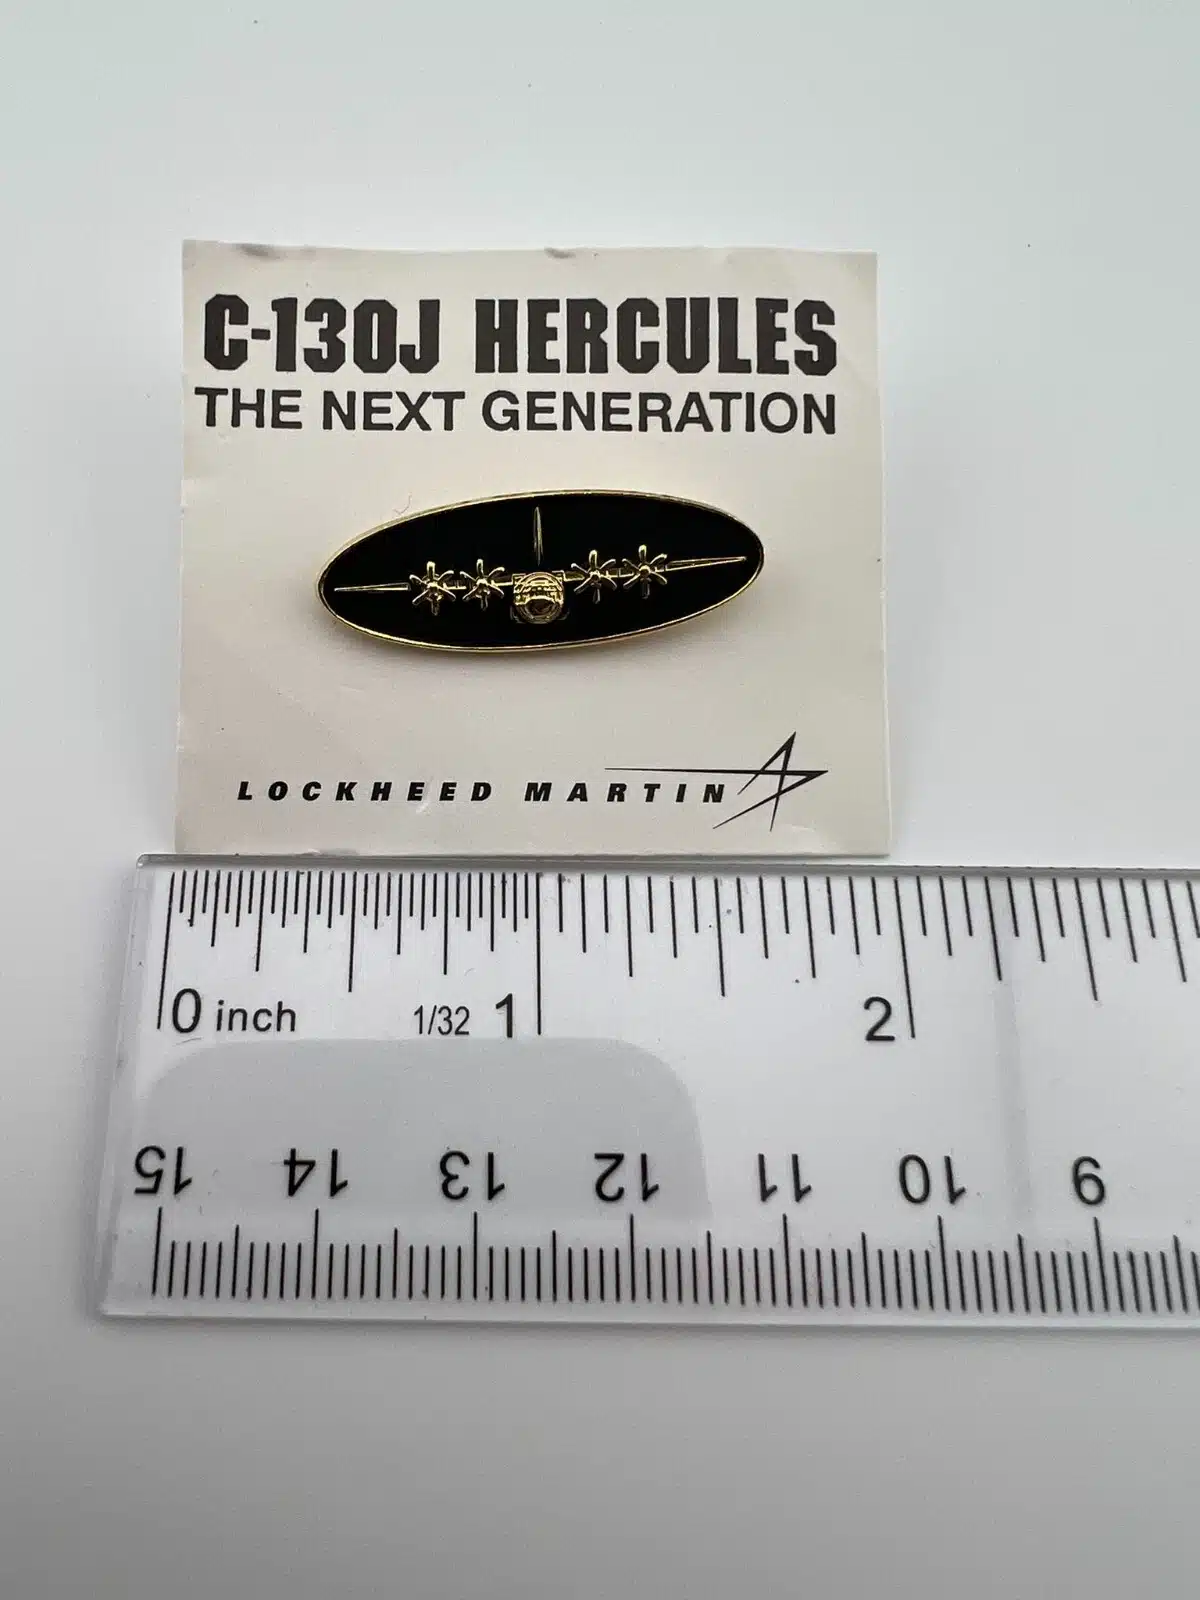 C-130J HERCULES
THE NEXT GENERATION
LOCKHEED MARTIN
0 inch 1/32 1 2
15 14 13 12 11 10 9